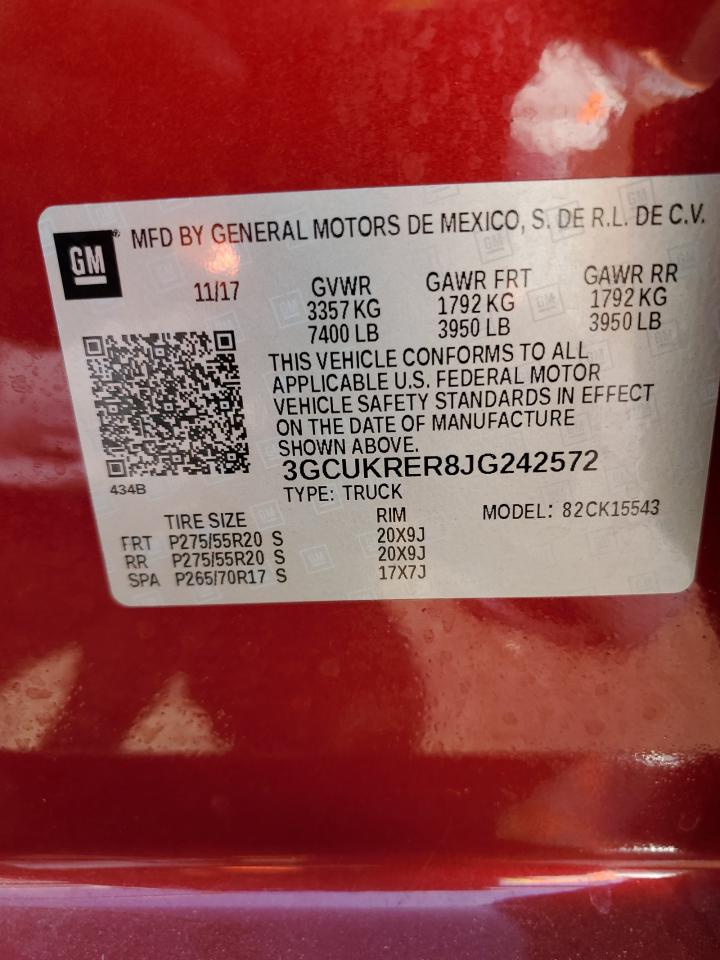 GM® MFD BY GENERAL MOTORS DE MEXICO, S. DE R.L. DE C.V.
11/17 GVWR GAWR FRT GAWR RR
3357 KG 1792 KG 1792 KG
7400 LB 3950 LB 3950 LB
THIS VEHICLE CONFORMS TO ALL
APPLICABLE U.S. FEDERAL MOTOR
VEHICLE SAFETY STANDARDS IN EFFECT
ON THE DATE OF MANUFACTURE
SHOWN ABOVE.
3GCUKRER8JG242572
434B TYPE: TRUCK
MODEL: 82CK15543
TIRE SIZE RIM
FRT P275/55R20 S 20X9J
RR P275/55R20 S 20X9J
SPA P265/70R17 S 17X7J